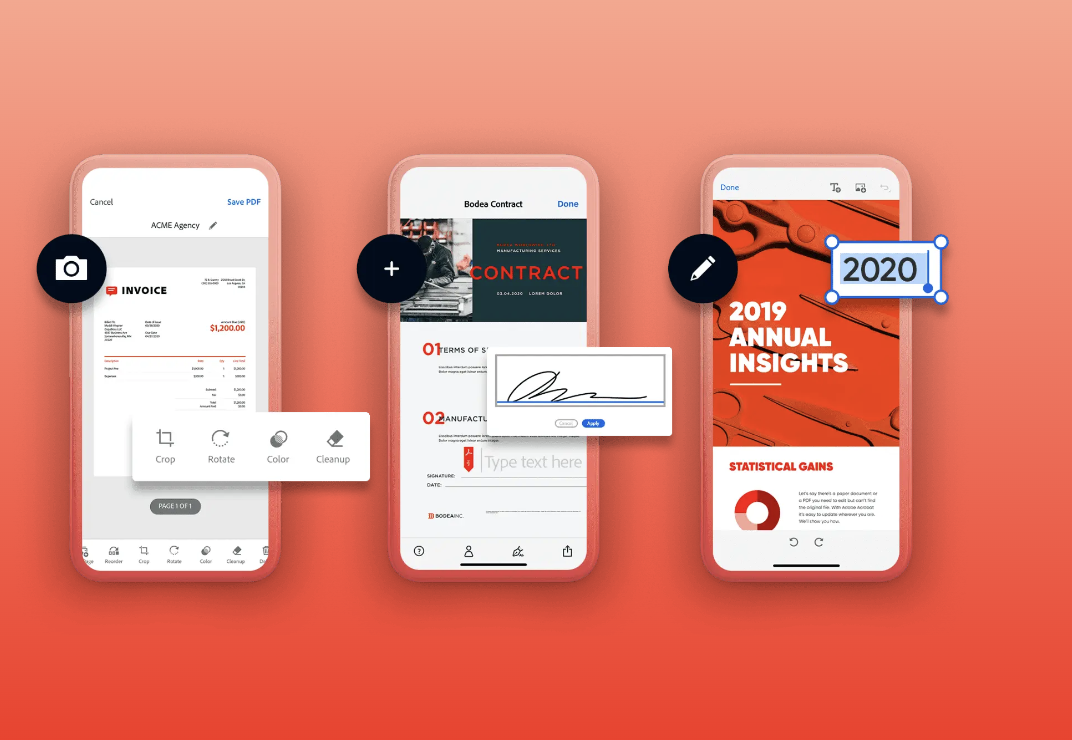 Cancel
Save PDF
ACME Agency
INVOICE
$1,200.00
Crop
Rotate
Color
Cleanup
PAGE 1 OF 1
Reorder
Crop
Rotate
Color
Cleanup
Bodea Contract
Done
MANUFACTURING SERVICES
CONTRACT
03.04.2020 LOREM DOLOR
01
TERMS OF S
Cancel
Apply
02
MANUFACTU
Type text here
SIGNATURE:
DATE:
BODEA INC.
Done
2020
2019
ANNUAL
INSIGHTS
STATISTICAL GAINS
Let's say there's a paper document or
a PDF you need to edit but can't find
the original file. With Adobe Acrobat
it's easy to update wherever you are.
We'll show you how.